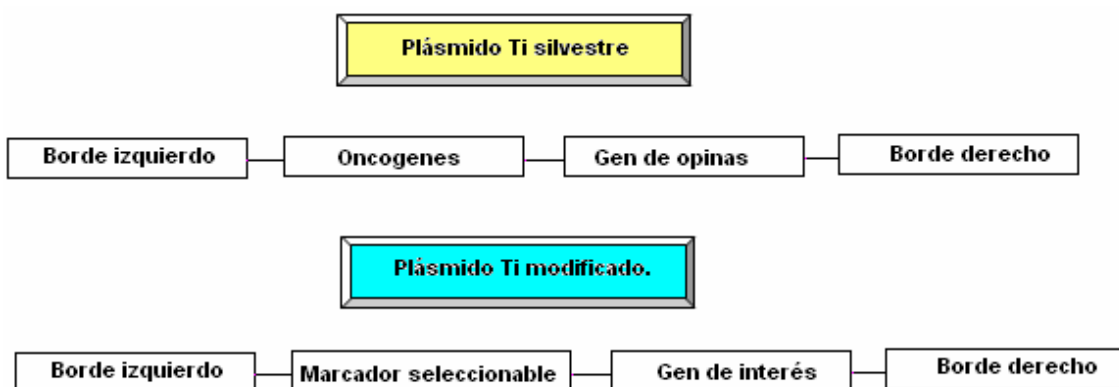 Plásmido Ti silvestre
Borde izquierdo Oncogenes Gen de opinas Borde derecho
Plásmido Ti modificado.
Borde izquierdo Marcador seleccionable Gen de interés Borde derecho